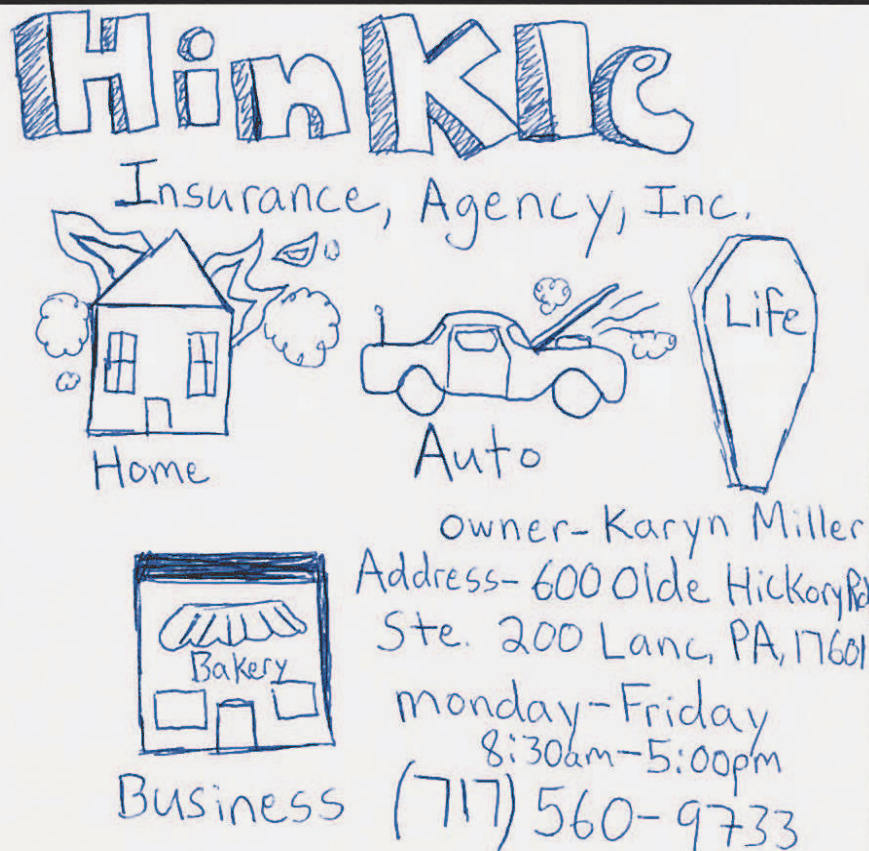 HinKle
Insurance, Agency, Inc.
Life
Home
Auto
owner-Karyn Miller
Address-600 Olde Hickory Rd
Ste. 200 Lanc, PA, 17601
Bakery
monday-Friday
8:30am-5:00pm
Business
(717) 560-9733